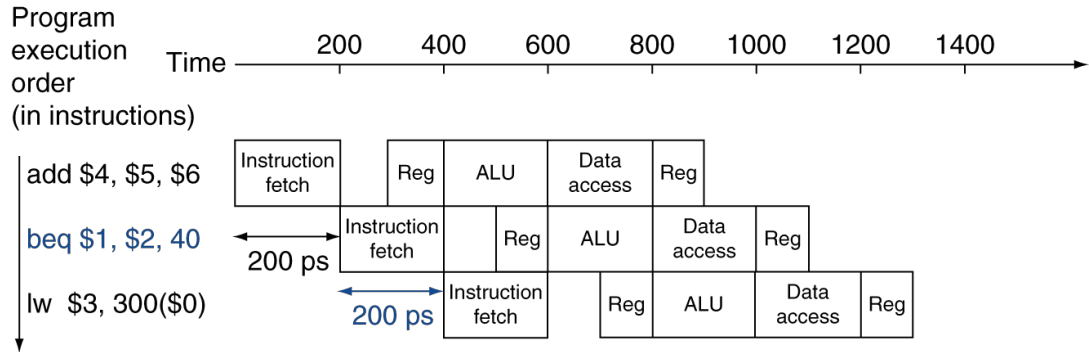 Program
execution
order
(in instructions)
Time
200 400 600 800 1000 1200 1400
add $4, $5, $6
Instruction
fetch
Reg
ALU
Data
access
Reg
beq $1, $2, 40
200 ps
Instruction
fetch
Reg
ALU
Data
access
Reg
lw $3, 300($0)
200 ps
Instruction
fetch
Reg
ALU
Data
access
Reg